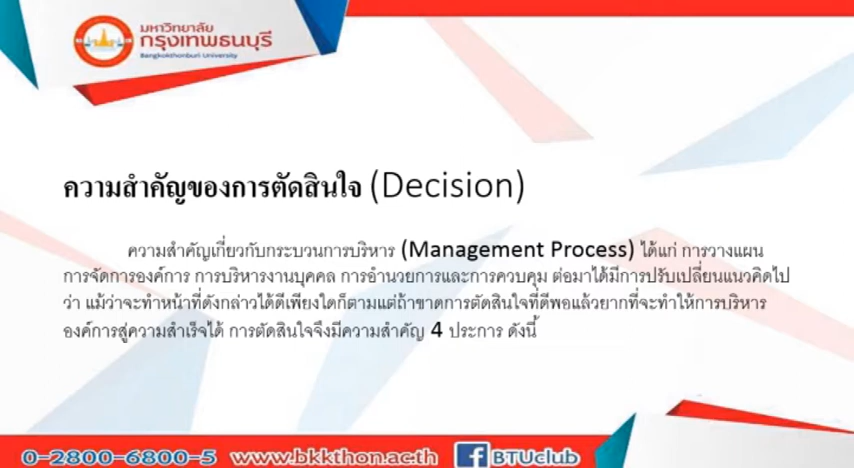 มหาวิทยาลัย
กรุงเทพธนบุรี
Bangkokthonburi University
ความสำคัญของการตัดสินใจ (Decision)
ความสำคัญเกี่ยวกับกระบวนการบริหาร (Management Process) ได้แก่ การวางแผน
การจัดการองค์การ การบริหารงานบุคคล การอำนวยการและการควบคุม ต่อมาได้มีการปรับเปลี่ยนแนวคิดไป
ว่า แม้ว่าจะทำหน้าที่ดังกล่าวได้ดีเพียงใดก็ตามแต่ถ้าขาดการตัดสินใจที่ดีพอแล้วยากที่จะทำให้การบริหาร
องค์การสู่ความสำเร็จได้ การตัดสินใจจึงมีความสำคัญ 4 ประการ ดังนี้
0-2800-6800-5 www.bkkthon.ac.th f BTUclub